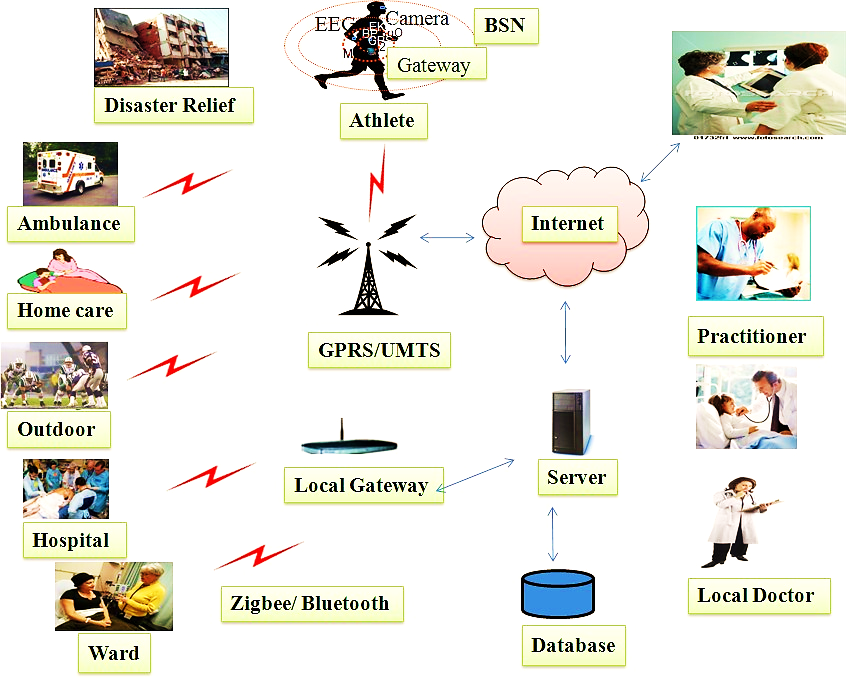 EEG
Camera
BSN
Gateway
Disaster Relief
Athlete
Ambulance
Internet
Home care
GPRS/UMTS
Practitioner
Outdoor
Local Gateway
Server
Hospital
Zigbee/ Bluetooth
Local Doctor
Ward
Database